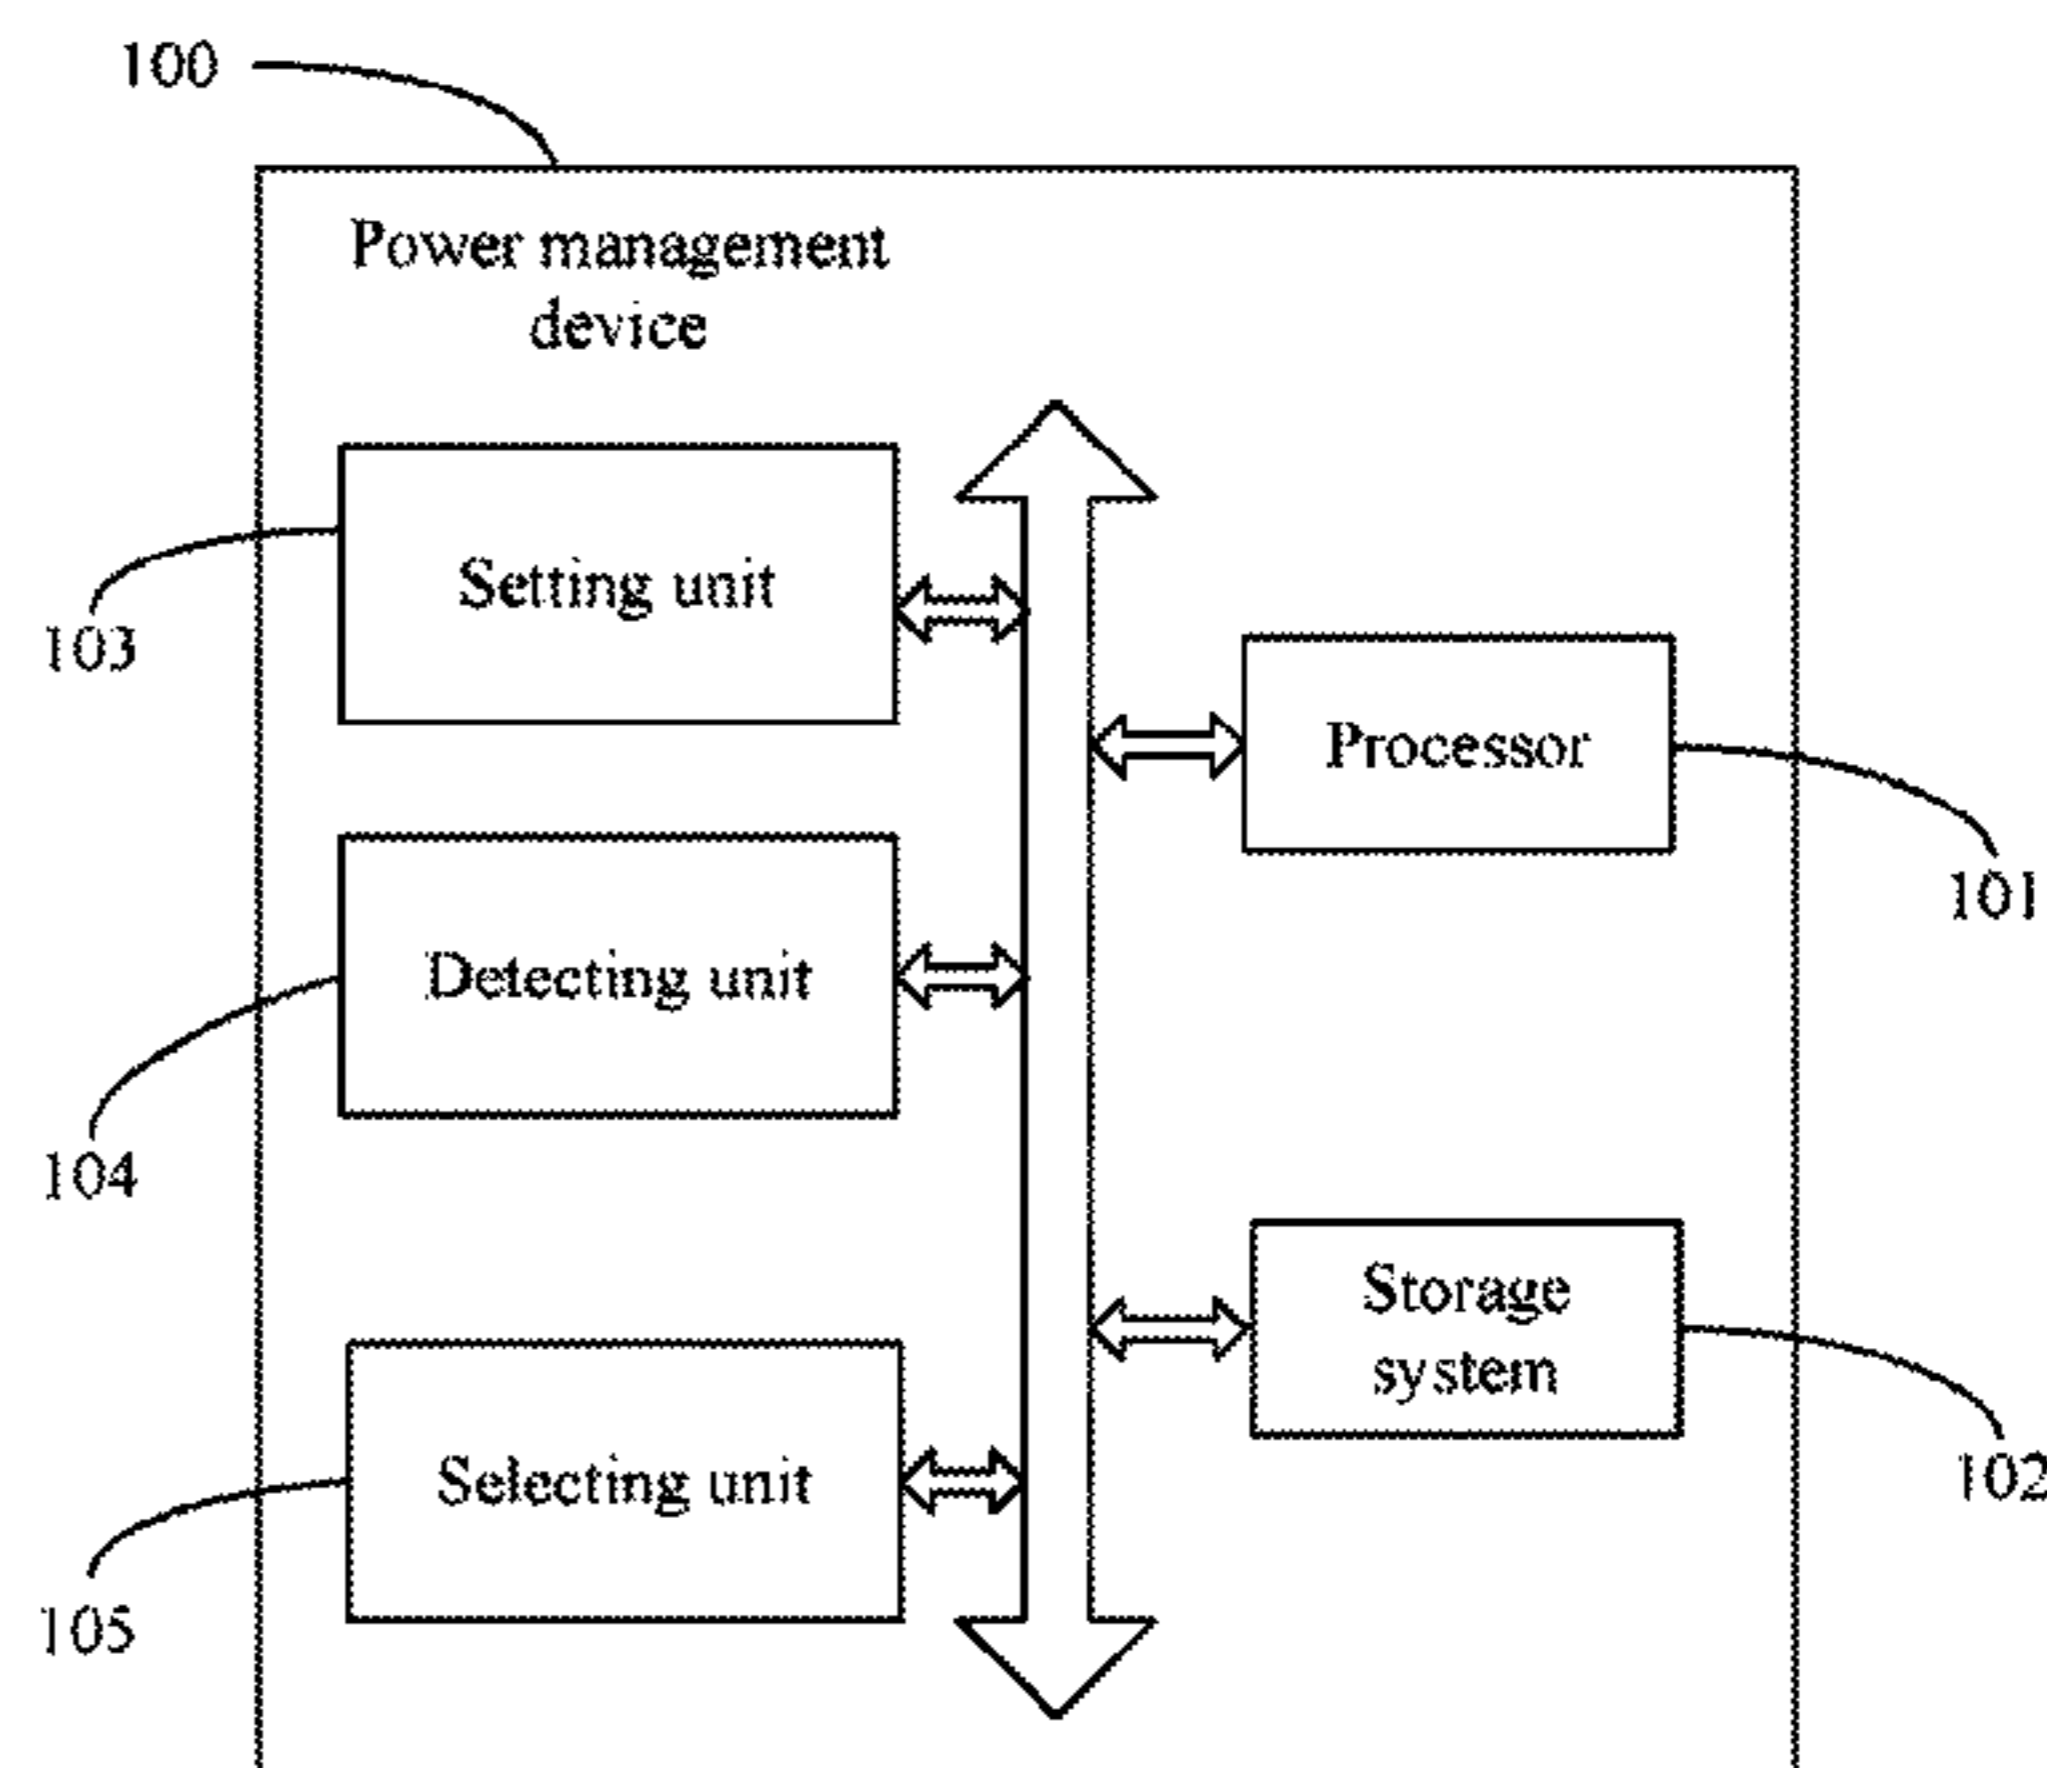 100
Power management
device
Setting unit
103
Processor
101
Detecting unit
104
Storage
system
102
Selecting unit
105